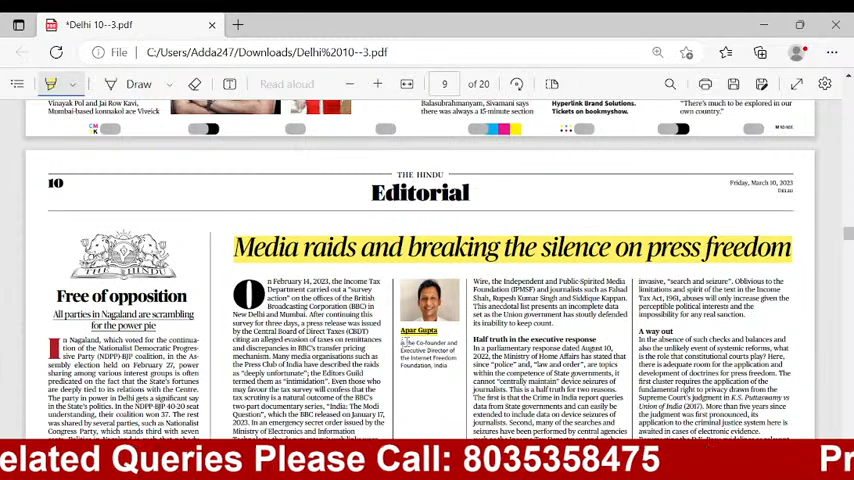 *Delhi 10--3.pdf
File
C:/Users/Adda247/Downloads/Delhi%2010--3.pdf
Draw
Read aloud
9
of 20
Vinayak Pol and Jai Row Kavi,
Mumbai-based konnakol ace Viveick
Balasubrahmanyam, Sivamani says
there was always a 15-minute section
Hyperlink Brand Solutions.
Tickets on bookmyshow.
"There's much to be explored in our
own country."
10
THE HINDU
Editorial
Friday, March 10, 2023
DELHI
THE HINDU
Free of opposition
All parties in Nagaland are scrambling
for the power pie
In Nagaland, which voted for the continua-
tion of the Nationalist Democratic Progres-
sive Party (NDPP)-BJP coalition, in the As-
sembly election held on February 27, power
sharing among various interest groups is often
predicated on the fact that the State's fortunes
are deeply tied to its relations with the Centre.
The party in power in Delhi gets a significant say
in the State's politics. In the NDPP-BJP 40-20 seat
understanding, their coalition won 37. The rest
was shared by several parties, such as Nationalist
Congress Party, which stands third with seven
Media raids and breaking the silence on press freedom
On February 14, 2023, the Income Tax
Department carried out a "survey
action" on the offices of the British
Broadcasting Corporation (BBC) in
New Delhi and Mumbai. After continuing this
survey for three days, a press release was issued
by the Central Board of Direct Taxes (CBDT)
citing an alleged evasion of taxes on remittances
and discrepancies in BBC's transfer pricing
mechanism. Many media organisations such as
the Press Club of India have described the raids
as "deeply unfortunate"; the Editors Guild
termed them as "intimidation". Even those who
may favour the tax survey will confess that the
tax scrutiny is a natural outcome of the BBC's
two-part documentary series, "India: The Modi
Question", which the BBC released on January 17,
2023. In an emergency secret order issued by the
Ministry of Electronics and Information
Apar Gupta
is the Co-founder and
Executive Director of
the Internet Freedom
Foundation, India
Wire, the Independent and Public-Spirited Media
Foundation (IPMSF) and journalists such as Fahad
Shah, Rupesh Kumar Singh and Siddique Kappan.
This anecdotal list presents an incomplete data
set as the Union government has stoutly defended
its inability to keep count.
Half truth in the executive response
In a parliamentary response dated August 10,
2022, the Ministry of Home Affairs has stated that
since "police" and, "law and order", are topics
within the competence of State governments, it
cannot "centrally maintain" device seizures of
journalists. This is a half truth for two reasons.
The first is that the Crime in India report requires
data from State governments and can easily be
extended to include data on device seizures of
journalists. Second, many of the searches and
seizures have been performed by central agencies
invasive, "search and seizure". Oblivious to the
limitations and spirit of the text in the Income
Tax Act, 1961, abuses will only increase given the
perceptible political interests and the
impossibility for any real sanction.
A way out
In the absence of such checks and balances and
also the unlikely event of systemic reforms, what
is the role that constitutional courts play? Here,
there is adequate room for the application and
development of doctrines for press freedom. The
first cluster requires the application of the
fundamental right to privacy drawn from the
Supreme Court's judgment in K.S. Puttaswamy vs
Union of India (2017). More than five years since
the judgment was first pronounced, its
application to the criminal justice system here is
awaited in cases of electronic evidence.
elated Queries Please Call: 8035358475
Pr